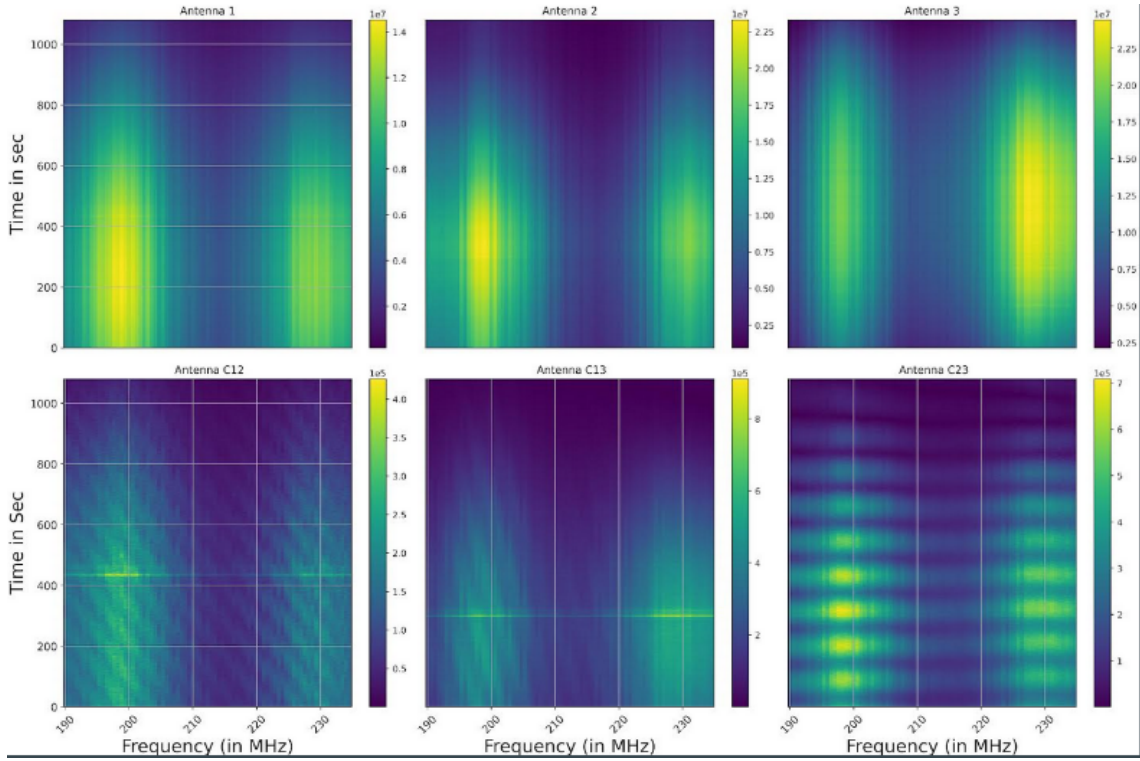 Antenna 1
Antenna 2
Antenna 3
1e7
1e7
1e7
Time in sec
1000
800
600
400
200
0
1.4
1.2
1.0
0.8
0.6
0.4
0.2
2.25
2.00
1.75
1.50
1.25
1.00
0.75
0.50
0.25
2.25
2.00
1.75
1.50
1.25
1.00
0.75
0.50
0.25
Antenna C12
Antenna C13
Antenna C23
1e5
1e5
1e5
Time in Sec
1000
800
600
400
200
0
4.0
3.5
3.0
2.5
2.0
1.5
1.0
0.5
8
6
4
2
7
6
5
4
3
2
1
190 200 210 220 230
190 200 210 220 230
190 200 210 220 230
Frequency (in MHz)
Frequency (in MHz)
Frequency (in MHz)